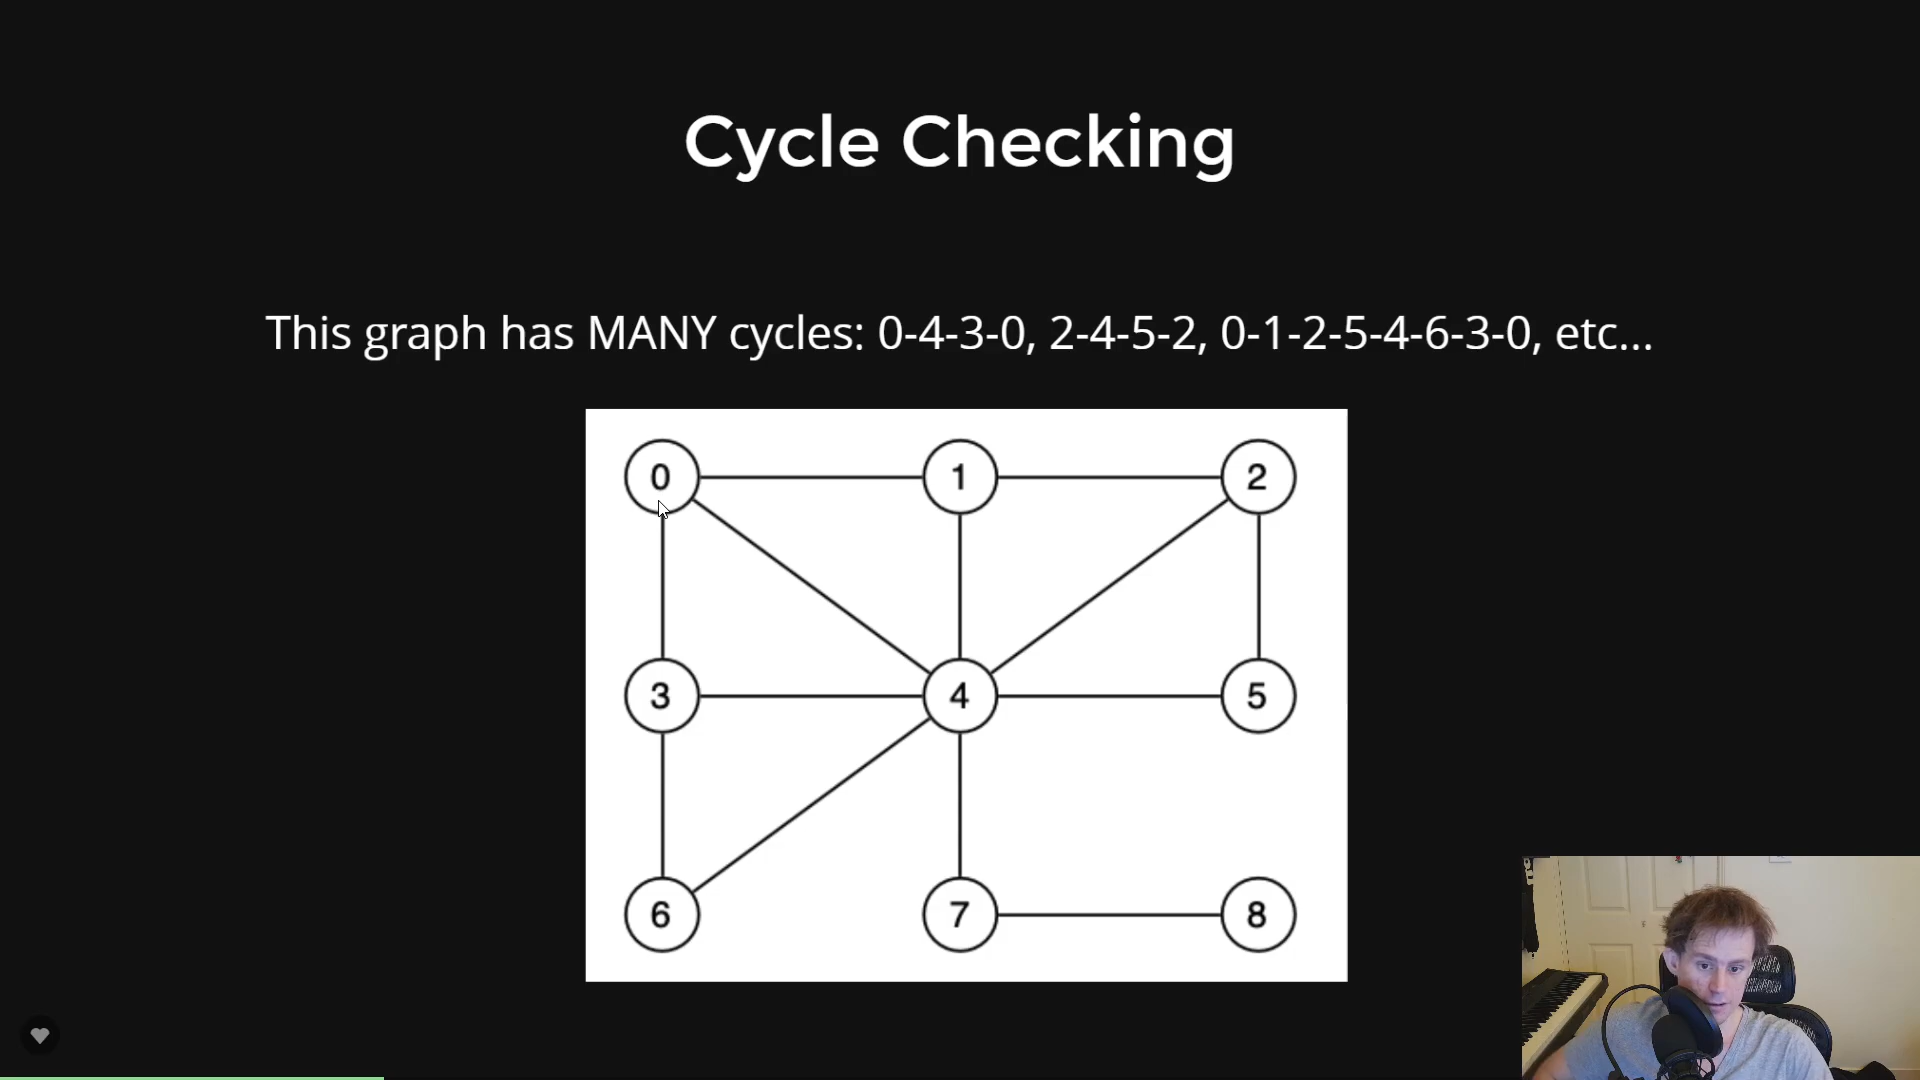 Cycle Checking
This graph has MANY cycles: 0-4-3-0, 2-4-5-2, 0-1-2-5-4-6-3-0, etc...
0 1 2
3 4 5
6 7 8